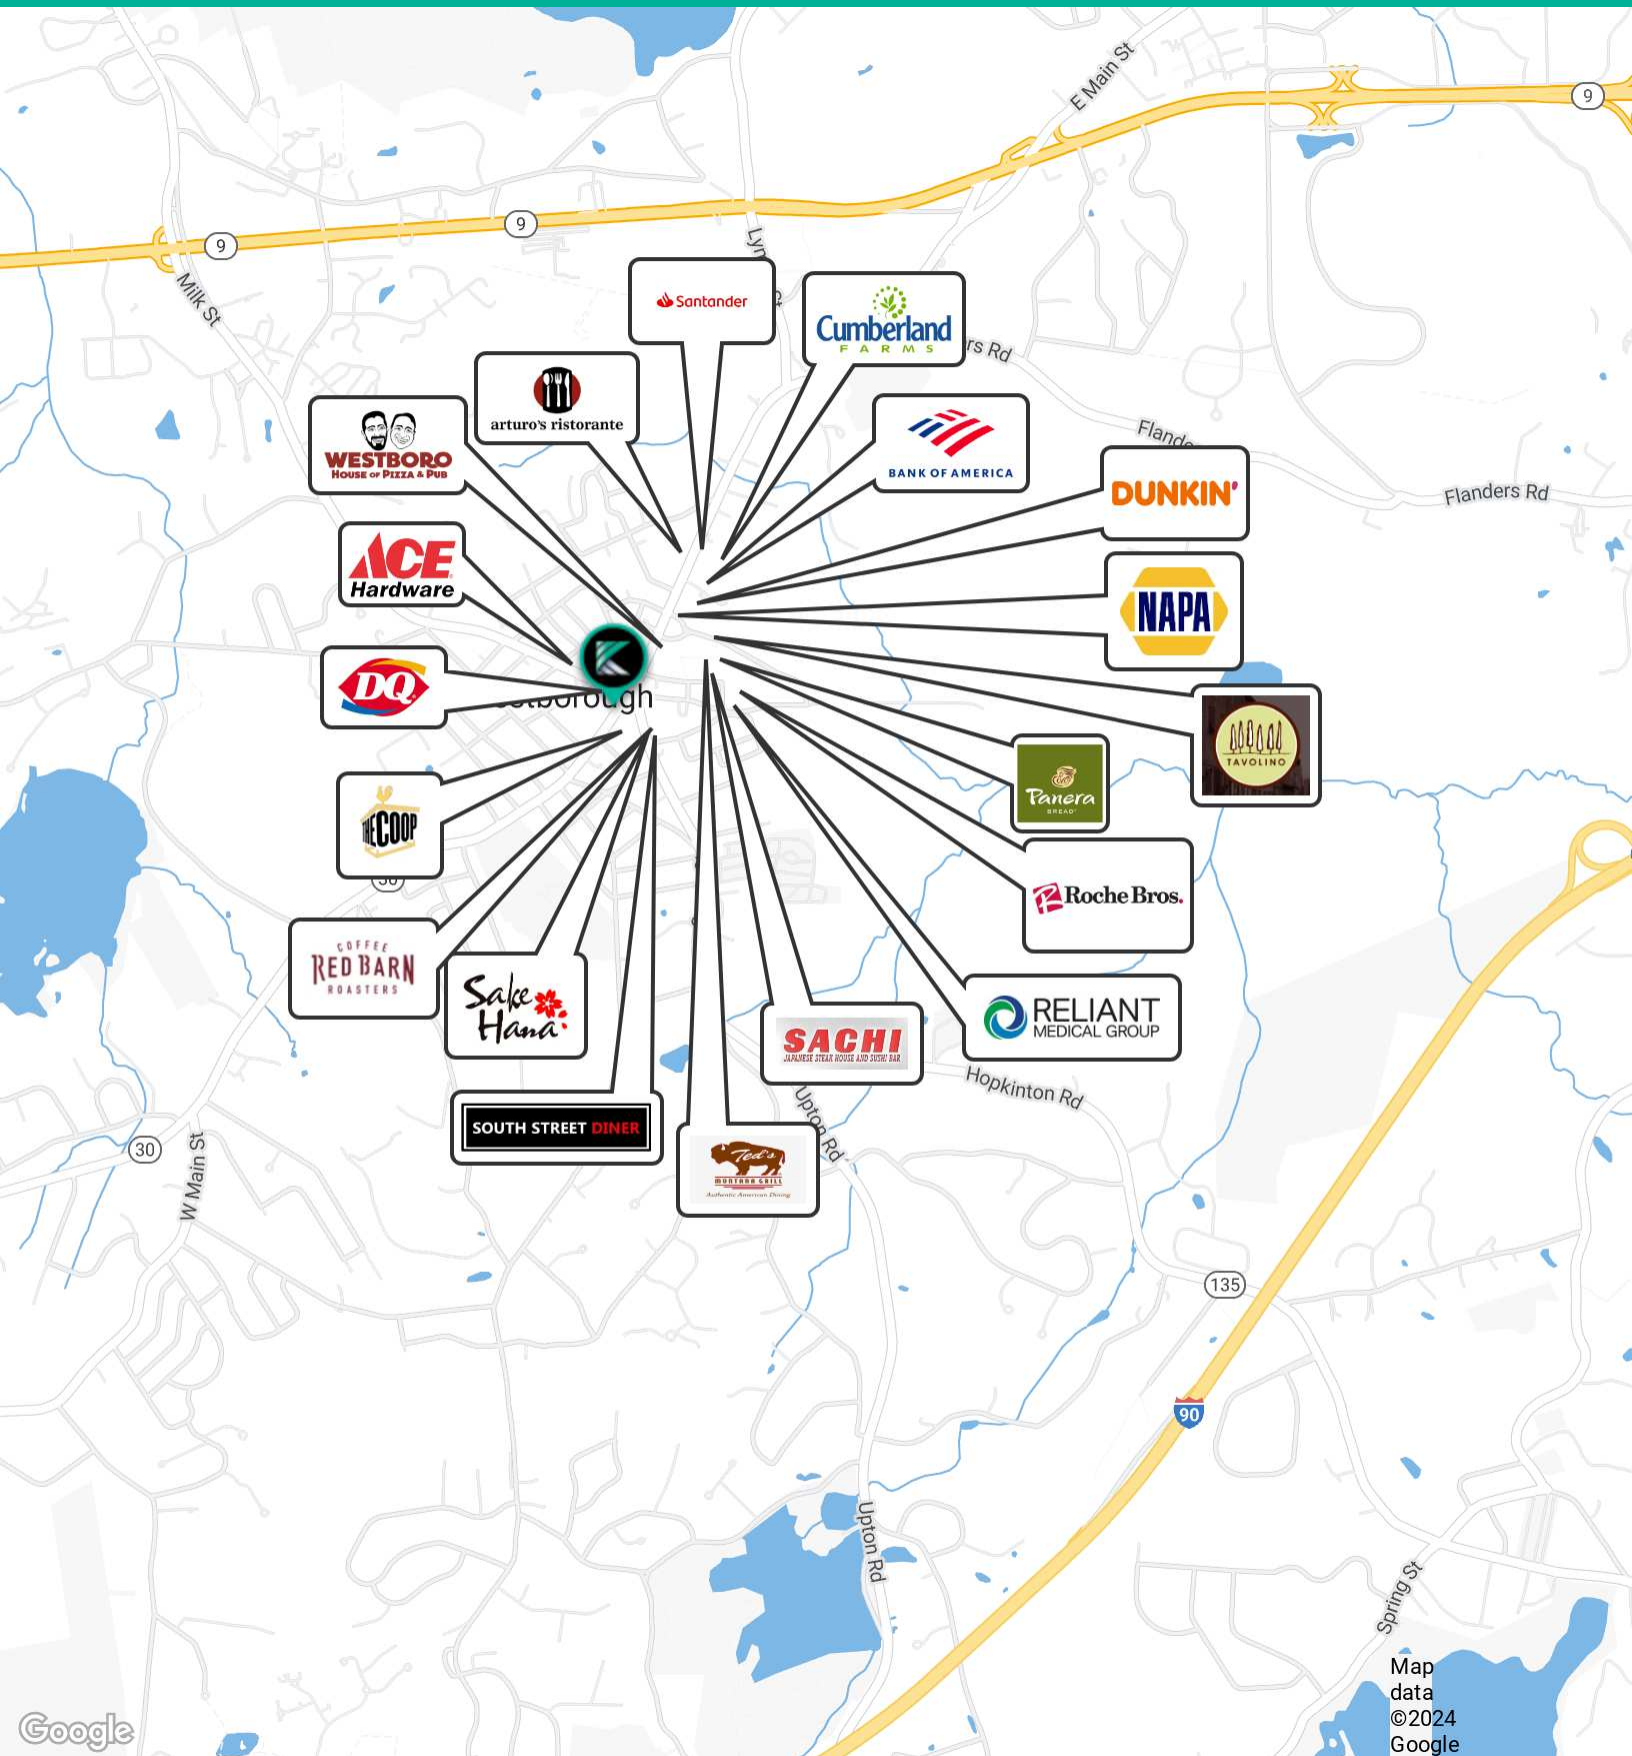 E Main St
9
9
9
Milk St
Santander
Cumberland
FARMS
rs Rd
arturo's ristorante
WESTBORO
HOUSE OF PIZZA & PUB
BANK OF AMERICA
Flanders Rd
DUNKIN'
ACE
Hardware
NAPA
DQ
TAVOLINO
Panera
BREAD
THE COOP
30
Roche Bros.
COFFEE
RED BARN
ROASTERS
Sake
Hana
RELIANT
MEDICAL GROUP
SACHI
JAPANESE STEAK HOUSE AND SUSHI BAR
Hopkinton Rd
SOUTH STREET DINER
Upton Rd
Ted's
MONTANA GRILL
Authentic American Dining
30
W Main St
135
90
Upton Rd
Spring St
Map
data
©2024
Google
Google